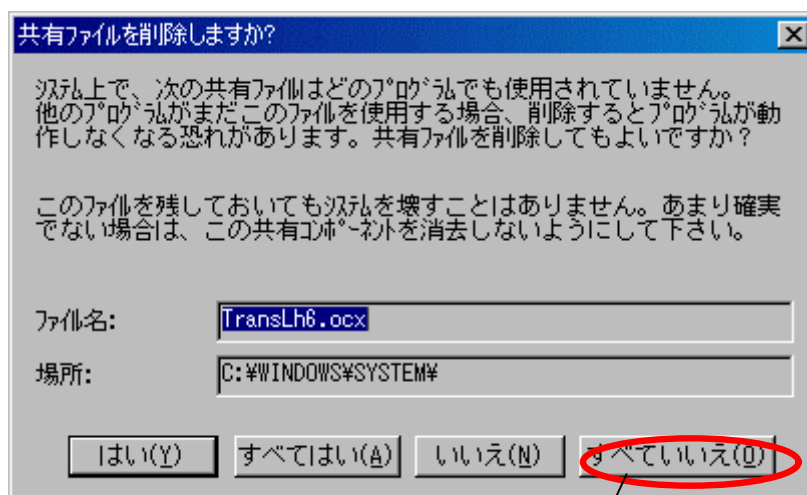 共有ファイルを削除しますか?
システム上で、次の共有ファイルはどのプログラムでも使用されていません。
他のプログラムがまだこのファイルを使用する場合、削除するとプログラムが動
作しなくなる恐れがあります。共有ファイルを削除してもよいですか?
このファイルを残しておいてもシステムを壊すことはありません。あまり確実
でない場合は、この共有コンポーネントを消去しないようにして下さい。
ファイル名: TransLh6.ocx
場所: C:¥WINDOWS¥SYSTEM¥
はい(Y) すべてはい(A) いいえ(N) すべていいえ(O)